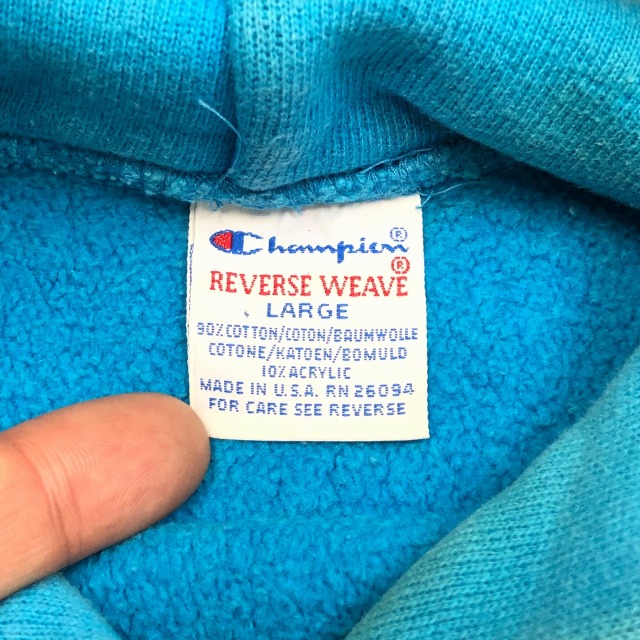 Champion®
REVERSE WEAVE®
LARGE
90% COTTON/COTON/BAUMWOLLE
COTONE/KATOEN/BOMULD
10% ACRYLIC
MADE IN U.S.A. RN 26094
FOR CARE SEE REVERSE